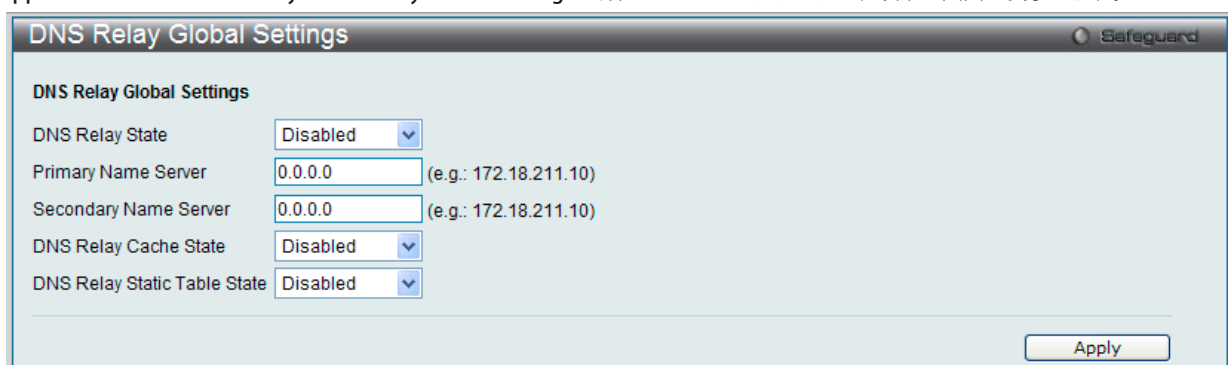 DNS Relay Global Settings
Safeguard
DNS Relay Global Settings
DNS Relay State Disabled
Primary Name Server 0.0.0.0 (e.g.: 172.18.211.10)
Secondary Name Server 0.0.0.0 (e.g.: 172.18.211.10)
DNS Relay Cache State Disabled
DNS Relay Static Table State Disabled
Apply